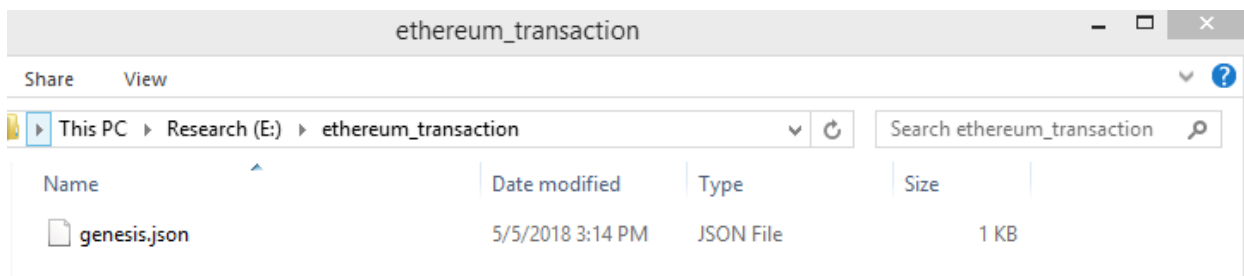 ethereum_transaction
Share View
This PC Research (E:) ethereum_transaction Search ethereum_transaction
Name Date modified Type Size
genesis.json 5/5/2018 3:14 PM JSON File 1 KB